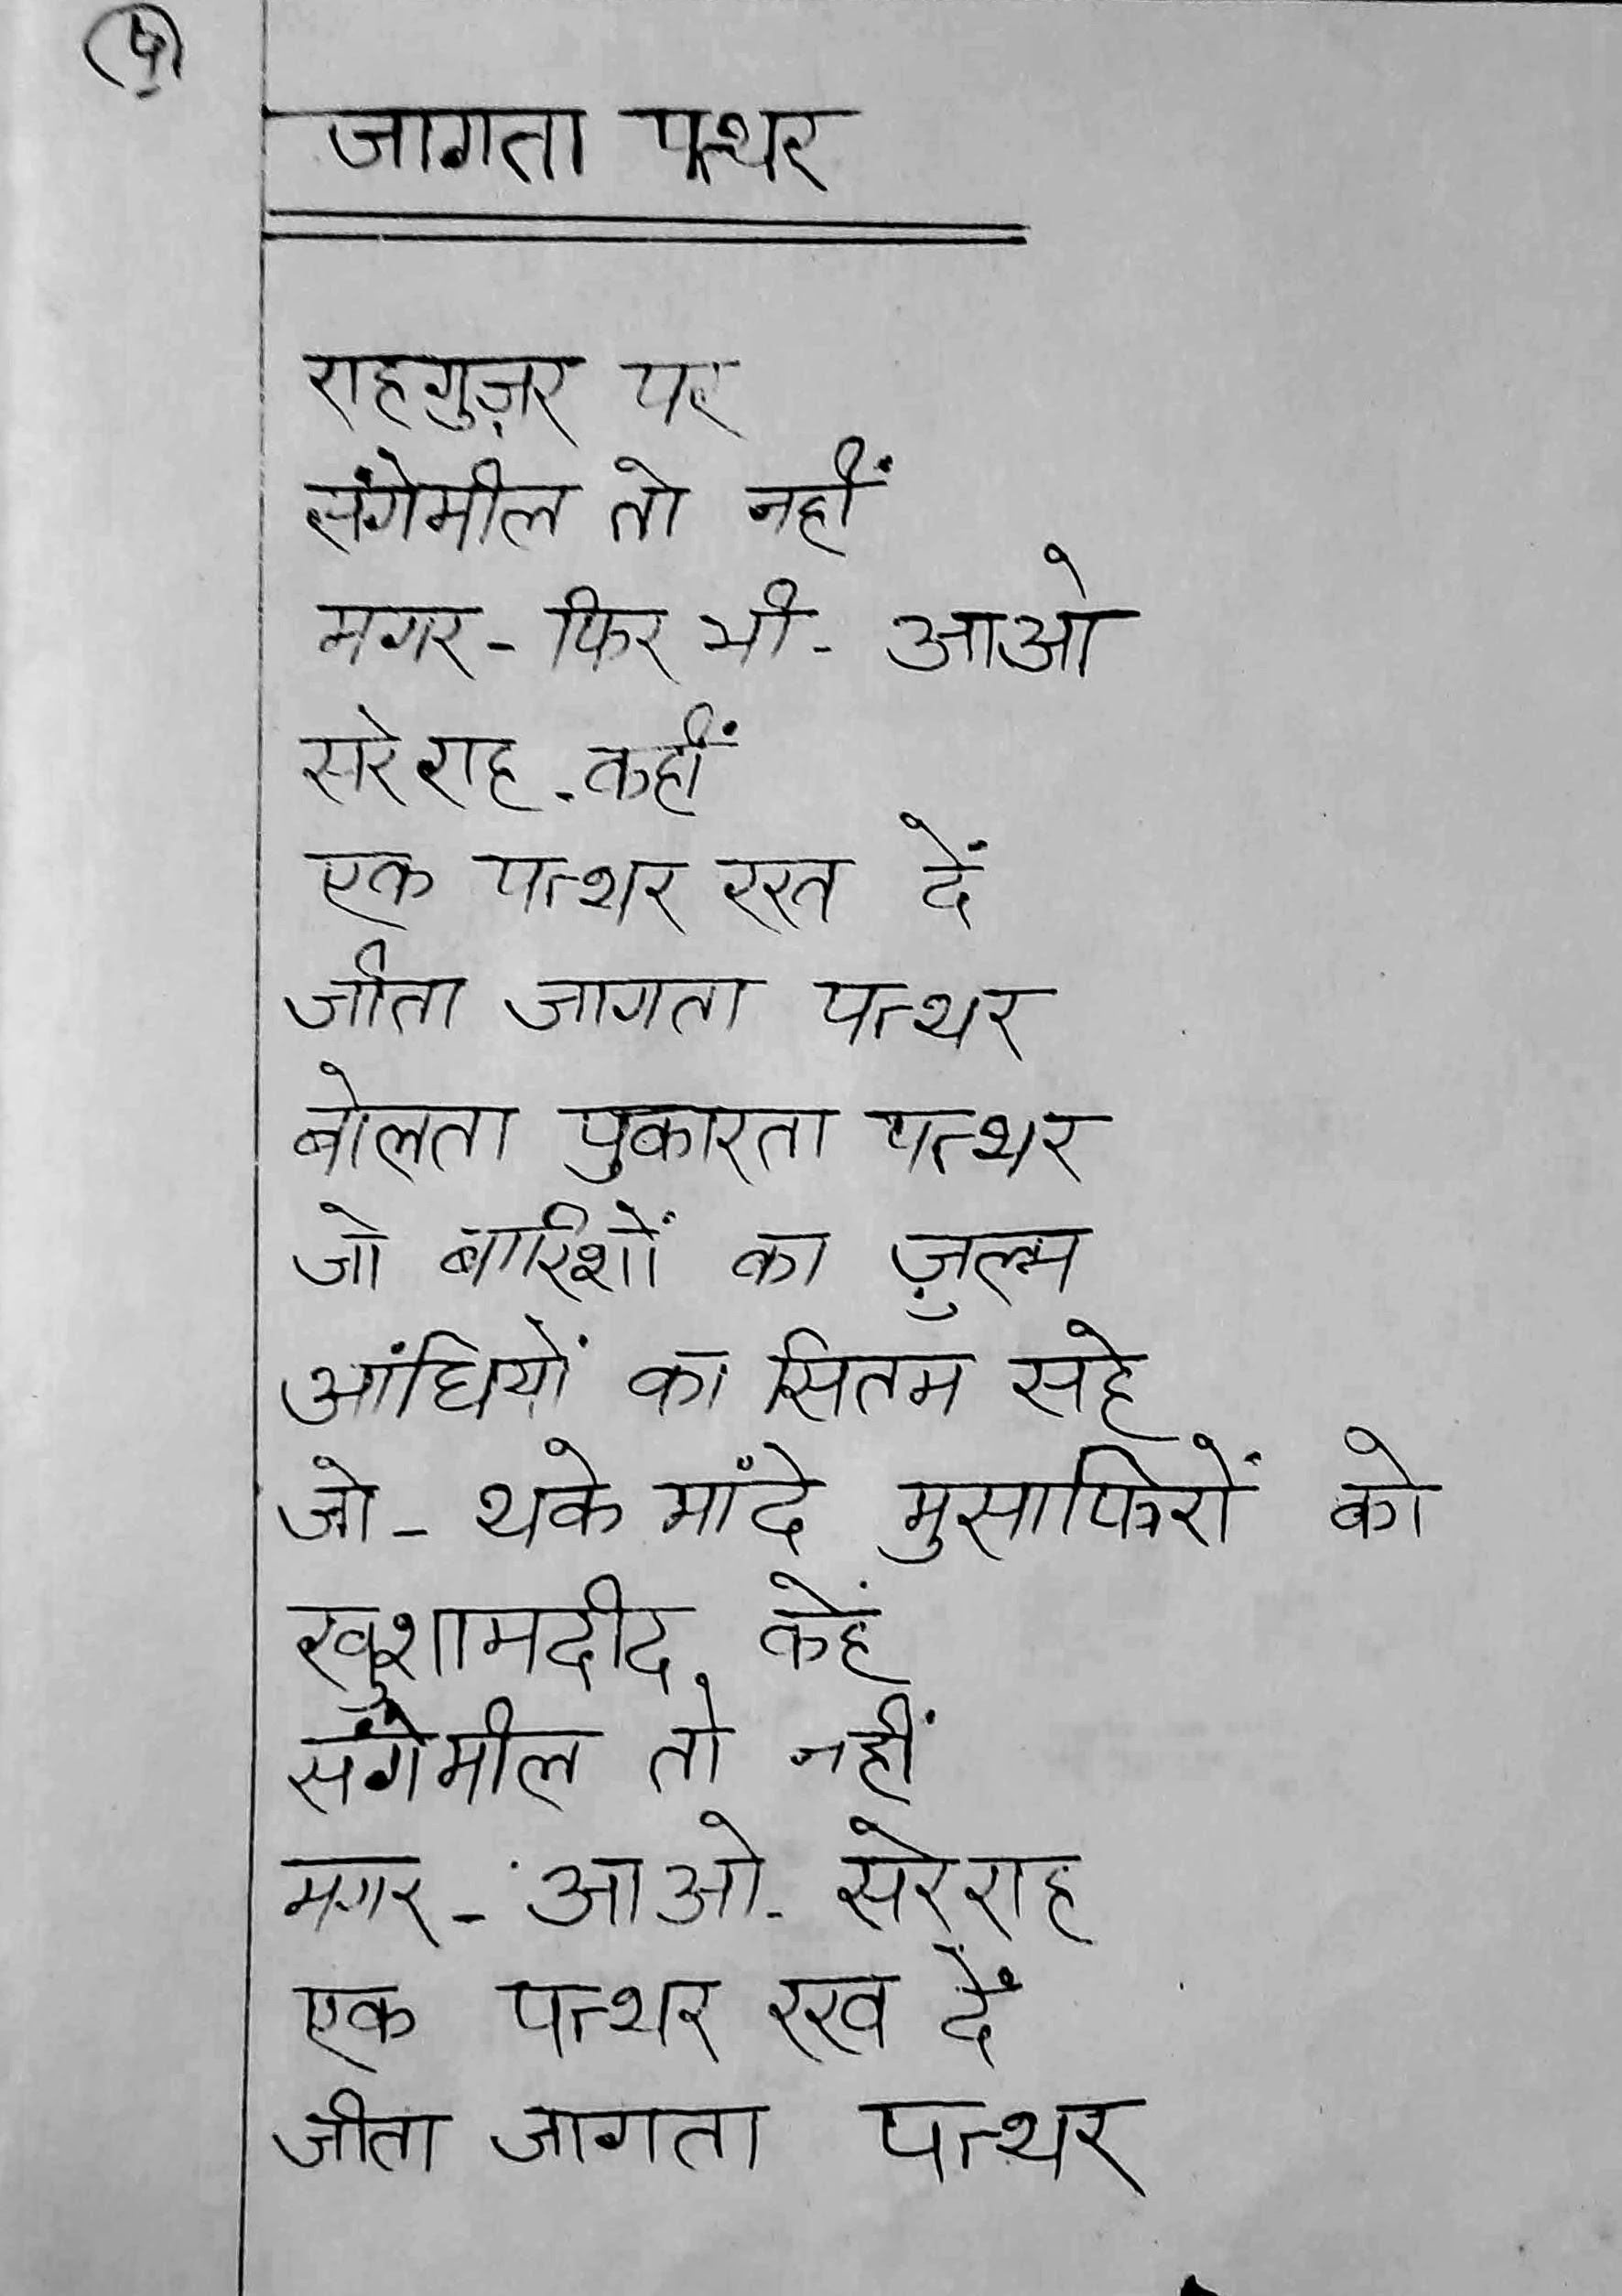 (५)
जागता पत्थर
राहगुज़र पर
संगेमील तो नहीं
मगर - फिर भी - आओ
सरे राह - कहीं
एक पत्थर रख दें
जीता जागता पत्थर
बोलता पुकारता पत्थर
जो बारिशों का ज़ुल्म
आंधियों का सितम सहे
जो - थके मांदे मुसाफिरों को
खुशामदीद कहें
संगेमील तो नहीं
मगर - आओ - सरे राह
एक पत्थर रख दें
जीता जागता पत्थर